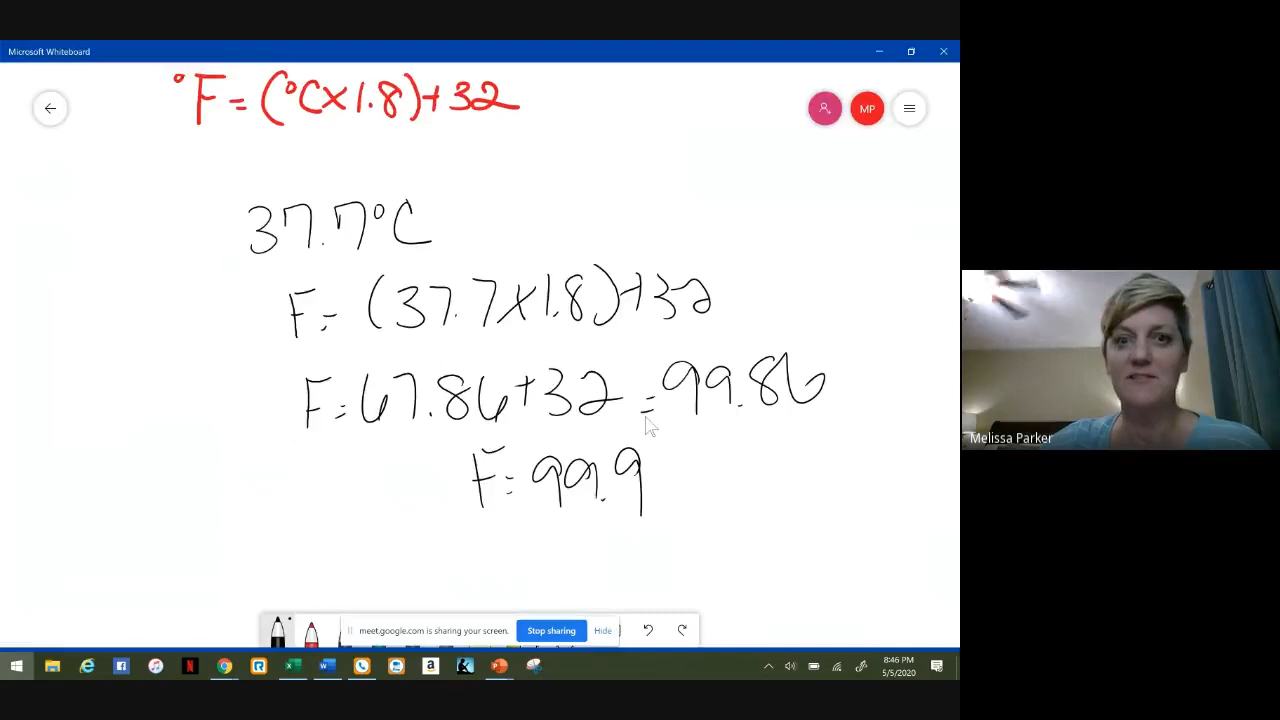 Microsoft Whiteboard
°F = (°C x 1.8) + 32
MP
37.7°C
F = (37.7 x 1.8) + 32
F = 67.86 + 32 = 99.86
F = 99.9
Melissa Parker
meet.google.com is sharing your screen.
Stop sharing
Hide
8:46 PM
5/5/2020